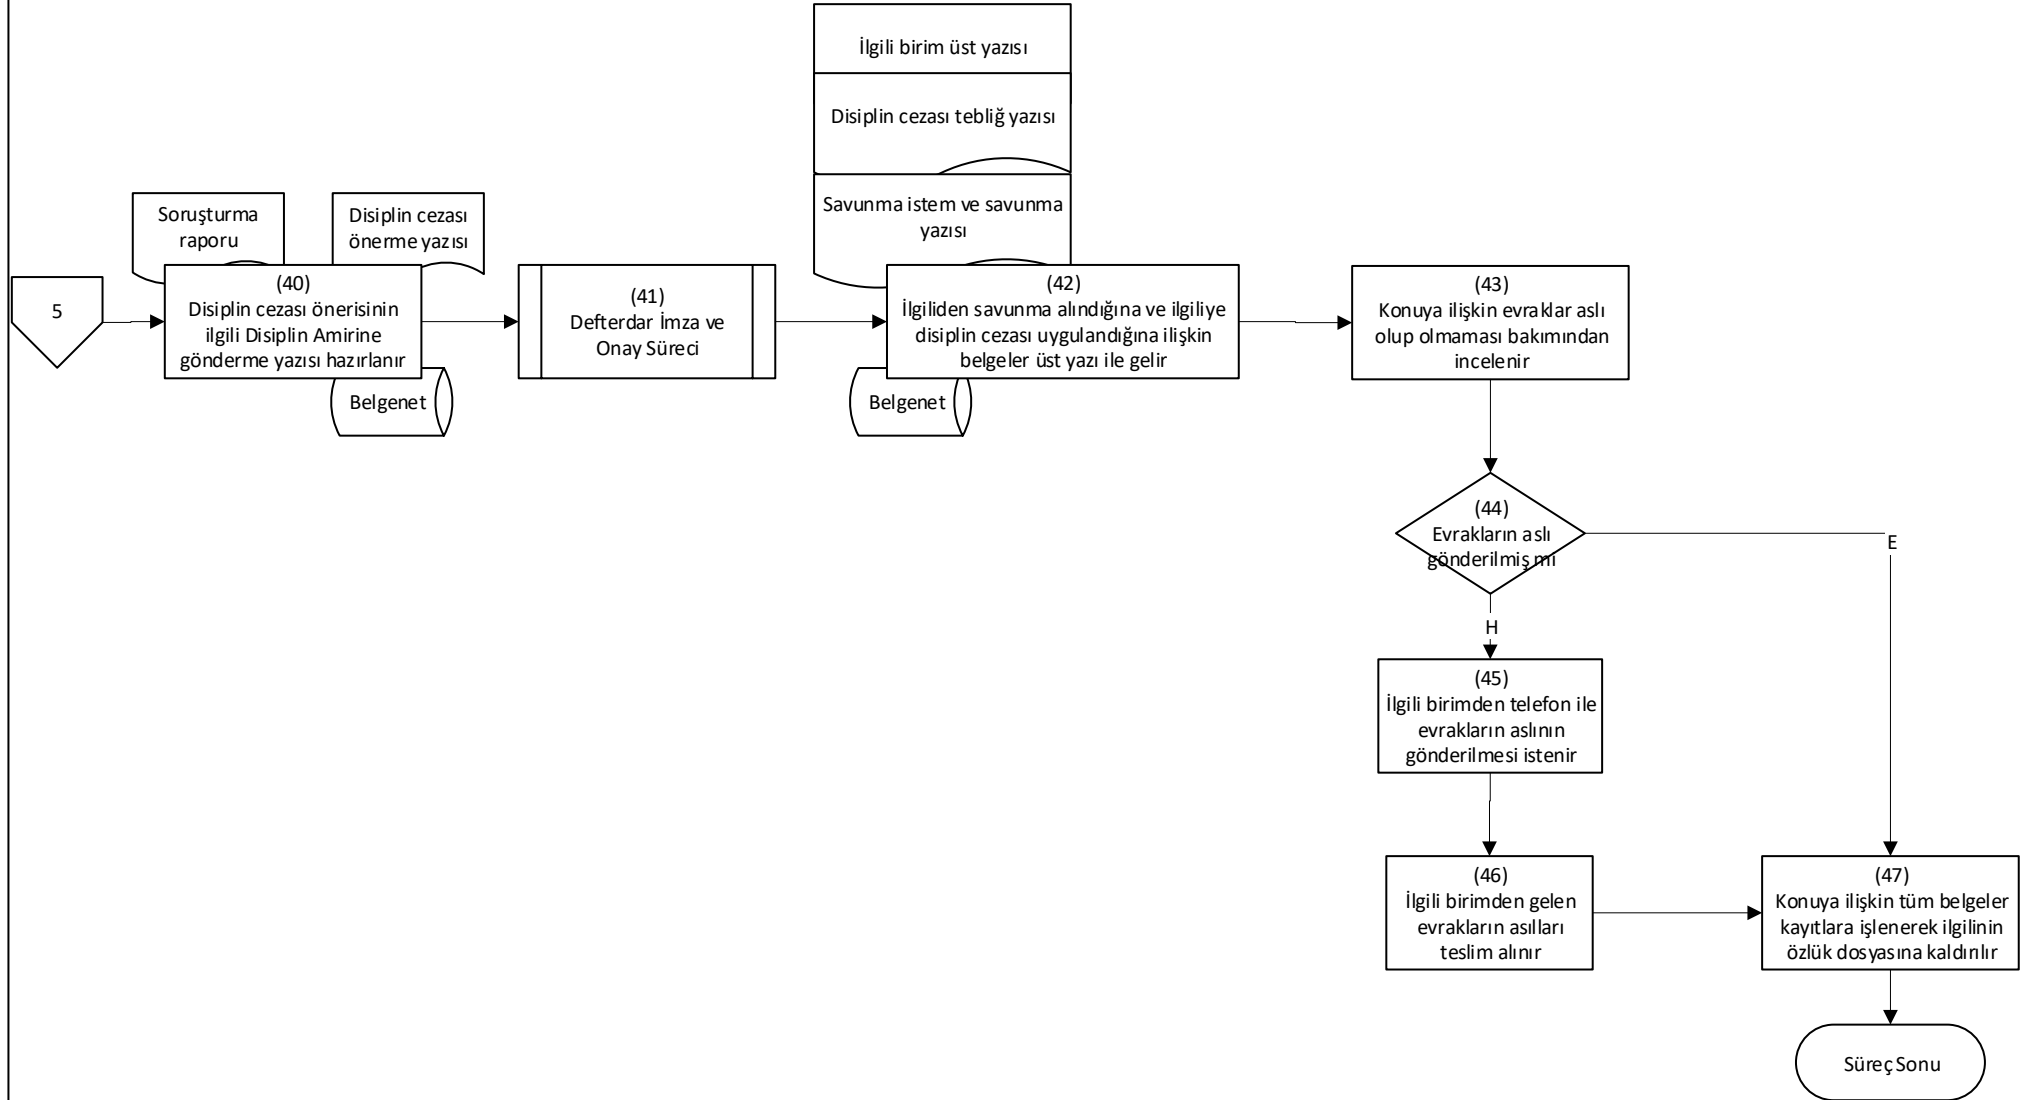 İlgili birim üst yazısı
Disiplin cezası tebliğ yazısı
Savunma istem ve savunma
yazısı
Soruşturma
raporu
Disiplin cezası
önerme yazısı
5
(40)
Disiplin cezası önerisinin
ilgili Disiplin Amirine
gönderme yazısı hazırlanır
Belgenet
(41)
Defterdar İmza ve
Onay Süreci
(42)
İlgiliden savunma alındığına ve ilgiliye
disiplin cezası uygulandığına ilişkin
belgeler üst yazı ile gelir
Belgenet
(43)
Konuya ilişkin evraklar aslı
olup olmaması bakımından
incelenir
(44)
Evrakların aslı
gönderilmiş mi
E
H
(45)
İlgili birimden telefon ile
evrakların aslının
gönderilmesi istenir
(46)
İlgili birimden gelen
evrakların asılları
teslim alınır
(47)
Konuya ilişkin tüm belgeler
kayıtlara işlenerek ilgilinin
özlük dosyasına kaldırılır
Süreç Sonu